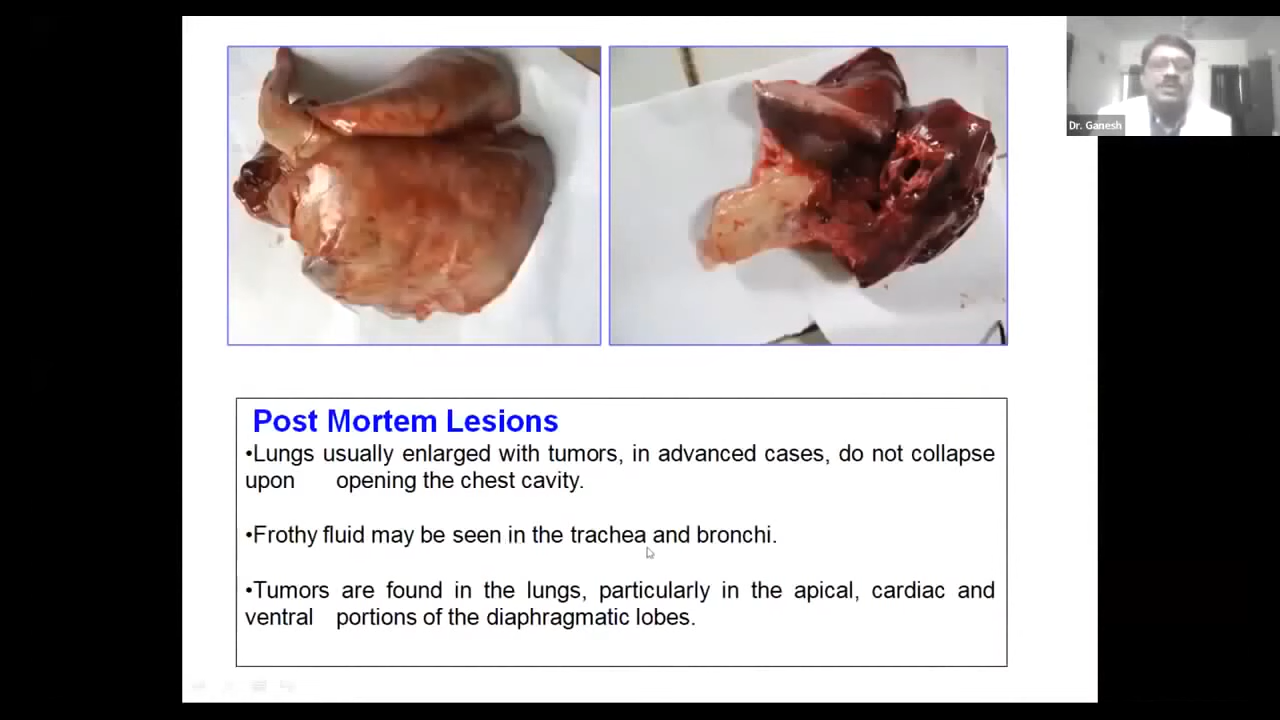 Dr. Ganesh
Post Mortem Lesions
•Lungs usually enlarged with tumors, in advanced cases, do not collapse
upon opening the chest cavity.
•Frothy fluid may be seen in the trachea and bronchi.
•Tumors are found in the lungs, particularly in the apical, cardiac and
ventral portions of the diaphragmatic lobes.